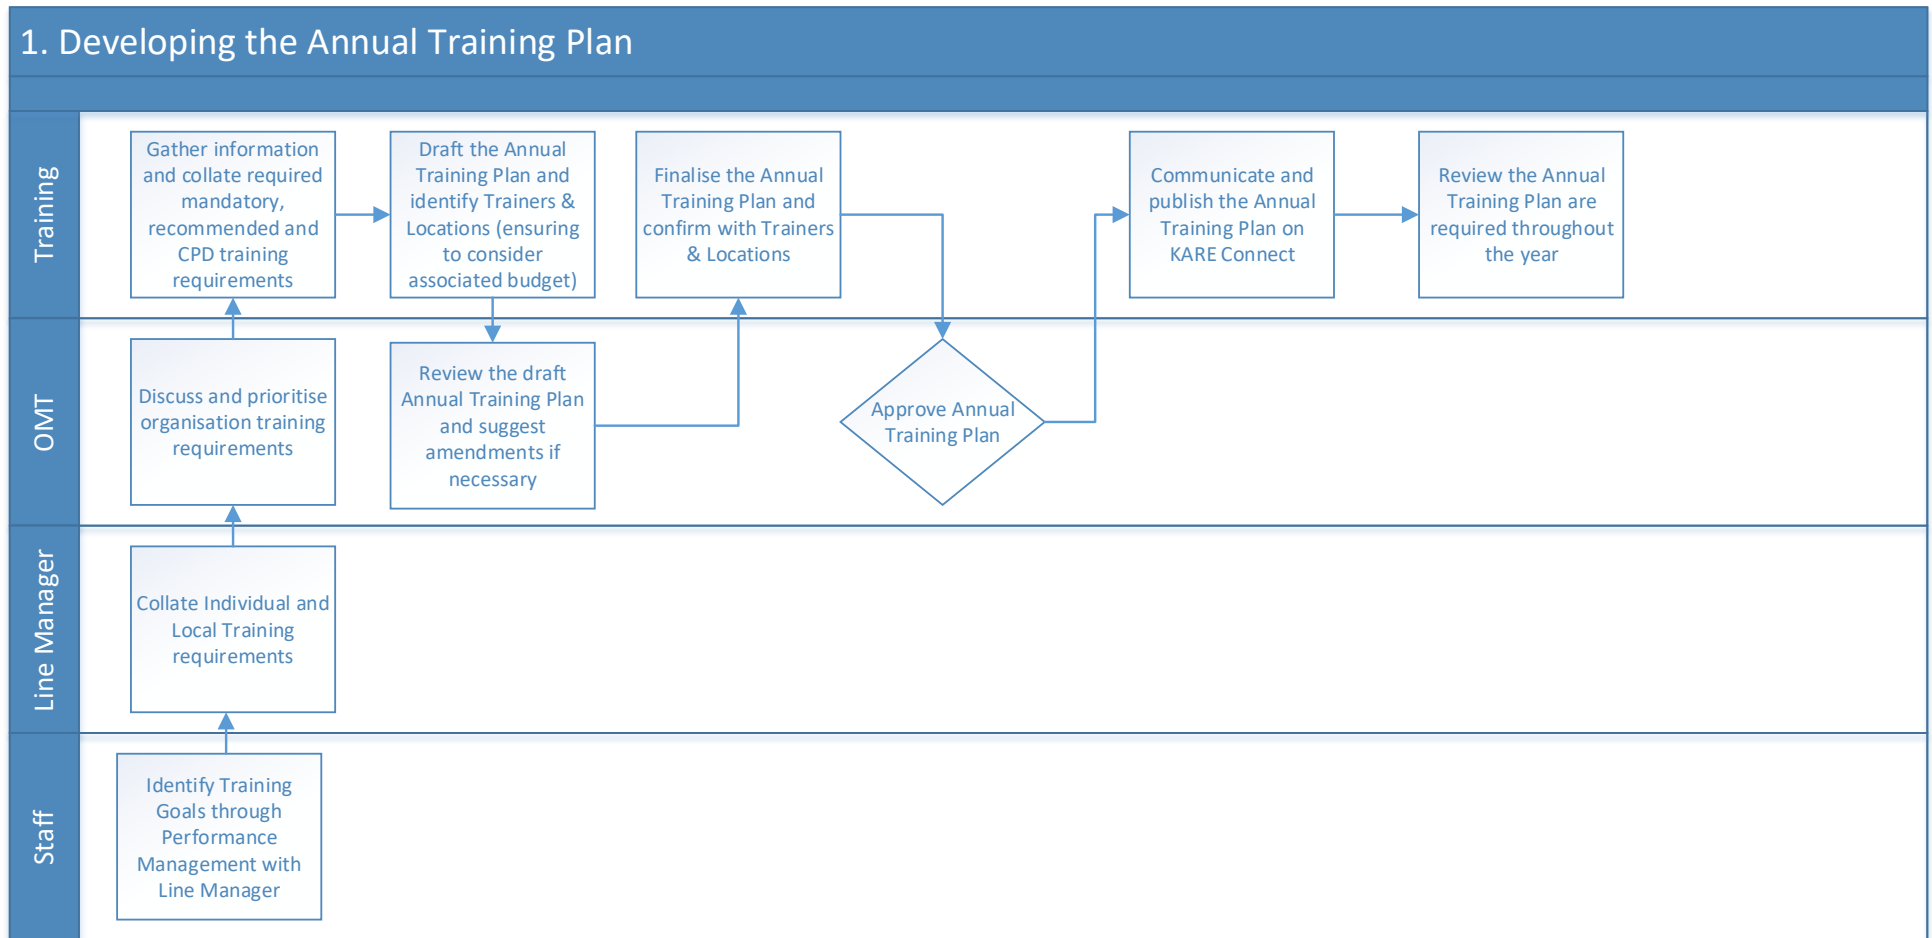 1. Developing the Annual Training Plan
Training
Gather information
and collate required
mandatory,
recommended and
CPD training
requirements
Draft the Annual
Training Plan and
identify Trainers &
Locations (ensuring
to consider
associated budget)
Finalise the Annual
Training Plan and
confirm with Trainers
& Locations
Communicate and
publish the Annual
Training Plan on
KARE Connect
Review the Annual
Training Plan are
required throughout
the year
OMT
Discuss and prioritise
organisation training
requirements
Review the draft
Annual Training Plan
and suggest
amendments if
necessary
Approve Annual
Training Plan
Line Manager
Collate Individual and
Local Training
requirements
Staff
Identify Training
Goals through
Performance
Management with
Line Manager